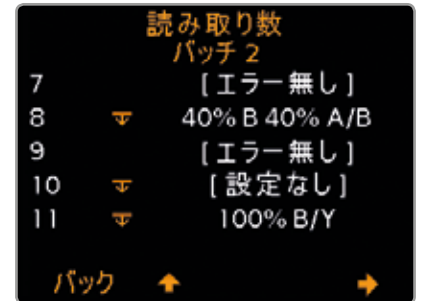 読み取り数
バッチ 2
7 [エラー無し]
8 40% B 40% A/B
9 [エラー無し]
10 [設定なし]
11 100% B/Y
バック